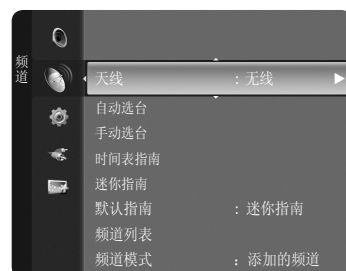 频道
天线 : 无线
自动选台
手动选台
时间表指南
迷你指南
默认指南 : 迷你指南
频道列表
频道模式 : 添加的频道